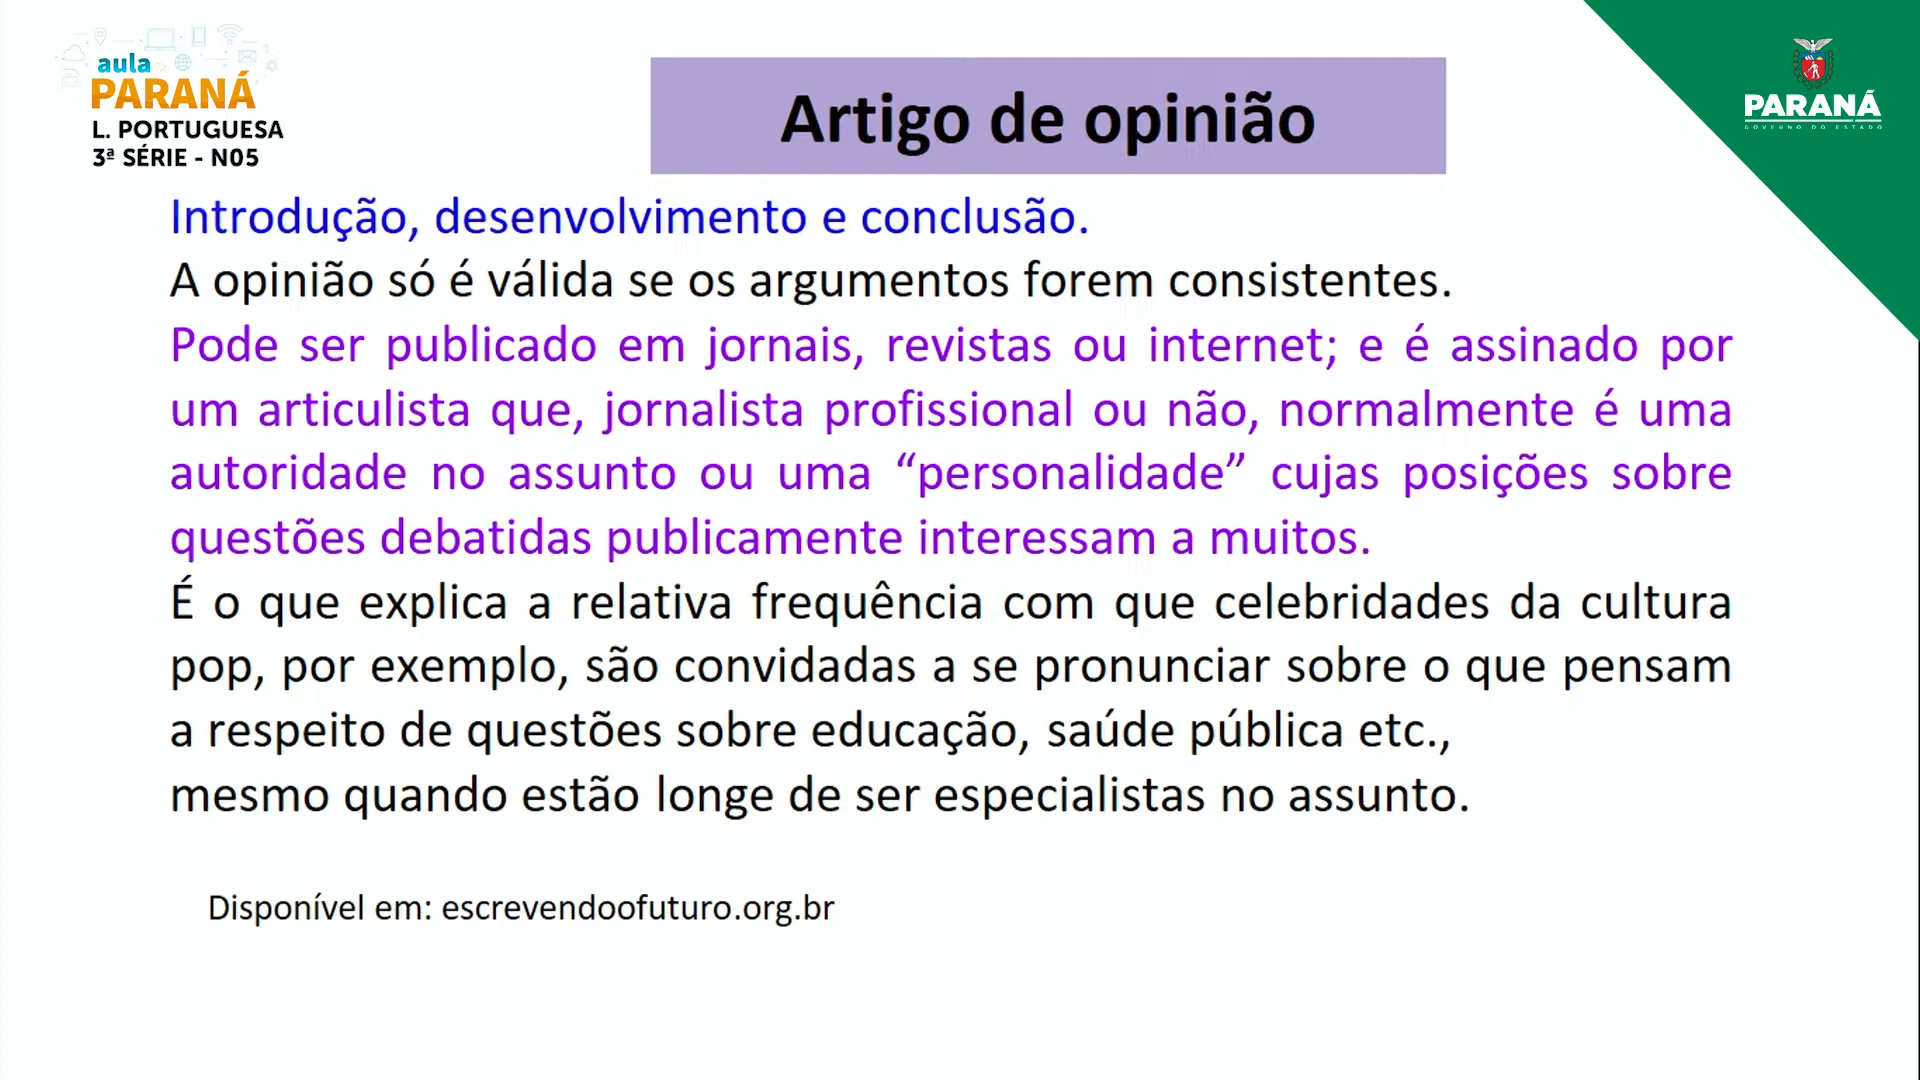 aula
PARANÁ
L. PORTUGUESA
3ª SÉRIE - N05
PARANÁ
GOVERNO DO ESTADO
Artigo de opinião
Introdução, desenvolvimento e conclusão.
A opinião só é válida se os argumentos forem consistentes.
Pode ser publicado em jornais, revistas ou internet; e é assinado por
um articulista que, jornalista profissional ou não, normalmente é uma
autoridade no assunto ou uma “personalidade” cujas posições sobre
questões debatidas publicamente interessam a muitos.
É o que explica a relativa frequência com que celebridades da cultura
pop, por exemplo, são convidadas a se pronunciar sobre o que pensam
a respeito de questões sobre educação, saúde pública etc.,
mesmo quando estão longe de ser especialistas no assunto.
Disponível em: escrevendoofuturo.org.br